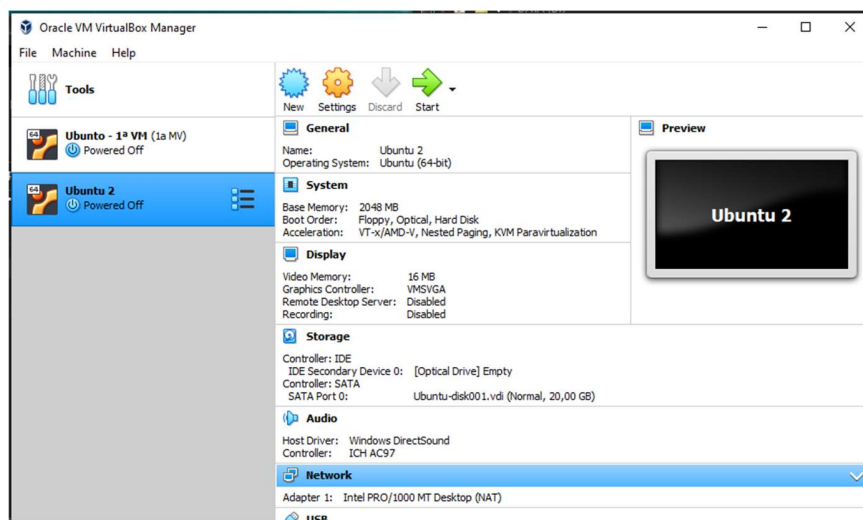 Oracle VM VirtualBox Manager
File Machine Help
Tools
64 Ubunto - 1ª VM (1a MV)
Powered Off
64 Ubuntu 2
Powered Off
New Settings Discard Start
General
Name: Ubuntu 2
Operating System: Ubuntu (64-bit)
System
Base Memory: 2048 MB
Boot Order: Floppy, Optical, Hard Disk
Acceleration: VT-x/AMD-V, Nested Paging, KVM Paravirtualization
Display
Video Memory: 16 MB
Graphics Controller: VMSVGA
Remote Desktop Server: Disabled
Recording: Disabled
Storage
Controller: IDE
IDE Secondary Device 0: [Optical Drive] Empty
Controller: SATA
SATA Port 0: Ubuntu-disk001.vdi (Normal, 20,00 GB)
Audio
Host Driver: Windows DirectSound
Controller: ICH AC97
Network
Adapter 1: Intel PRO/1000 MT Desktop (NAT)
USB
Preview
Ubuntu 2